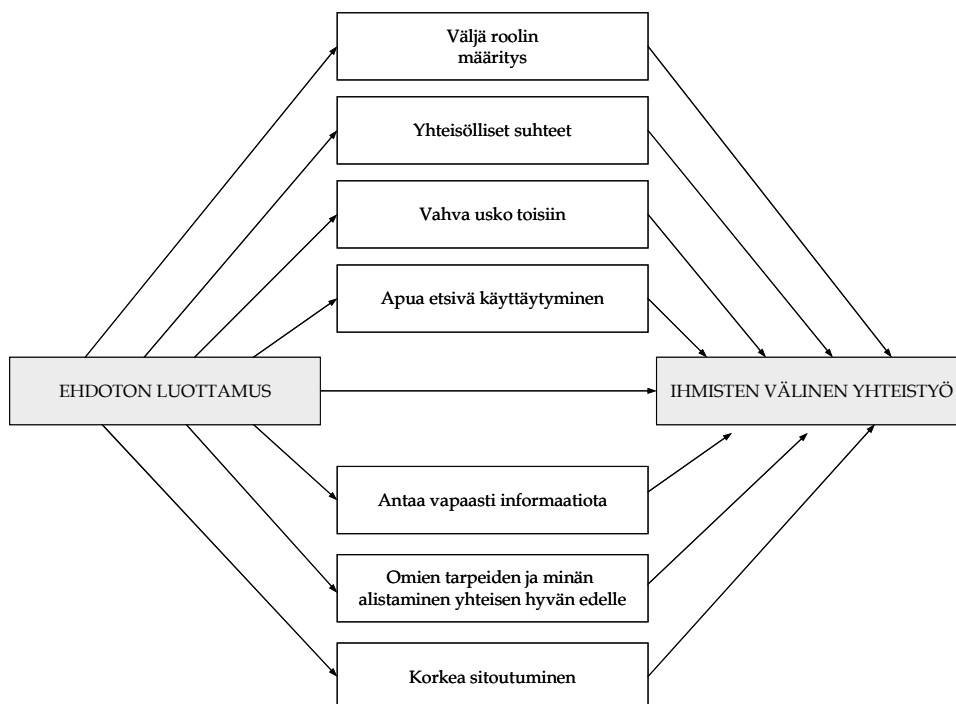 Väljä roolin
määritys
Yhteisölliset suhteet
Vahva usko toisiin
Apua etsivä käyttäytyminen
EHDOTON LUOTTAMUS
IHMISTEN VÄLINEN YHTEISTYÖ
Antaa vapaasti informaatiota
Omien tarpeiden ja minän
alistaminen yhteisen hyvän edelle
Korkea sitoutuminen